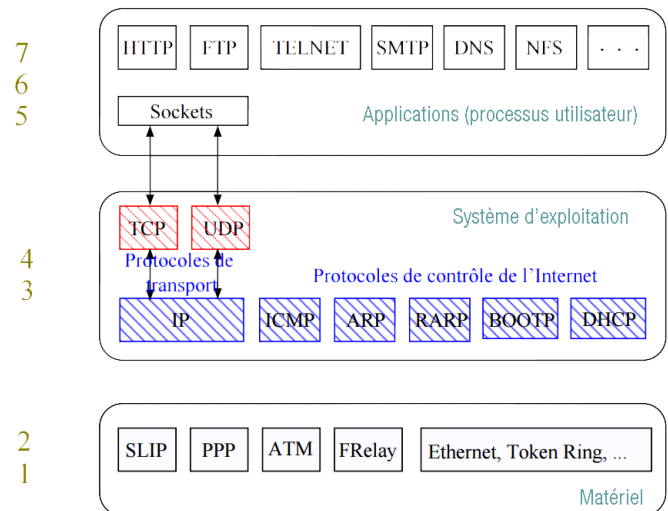 7
HTTP FTP TELNET SMTP DNS NFS . . .
6
5
Sockets
Applications (processus utilisateur)
Système d'exploitation
TCP UDP
4
Protocoles de
transport
Protocoles de contrôle de l'Internet
3
IP ICMP ARP RARP BOOTP DHCP
2
SLIP PPP ATM FRelay Ethernet, Token Ring, ...
1
Matériel